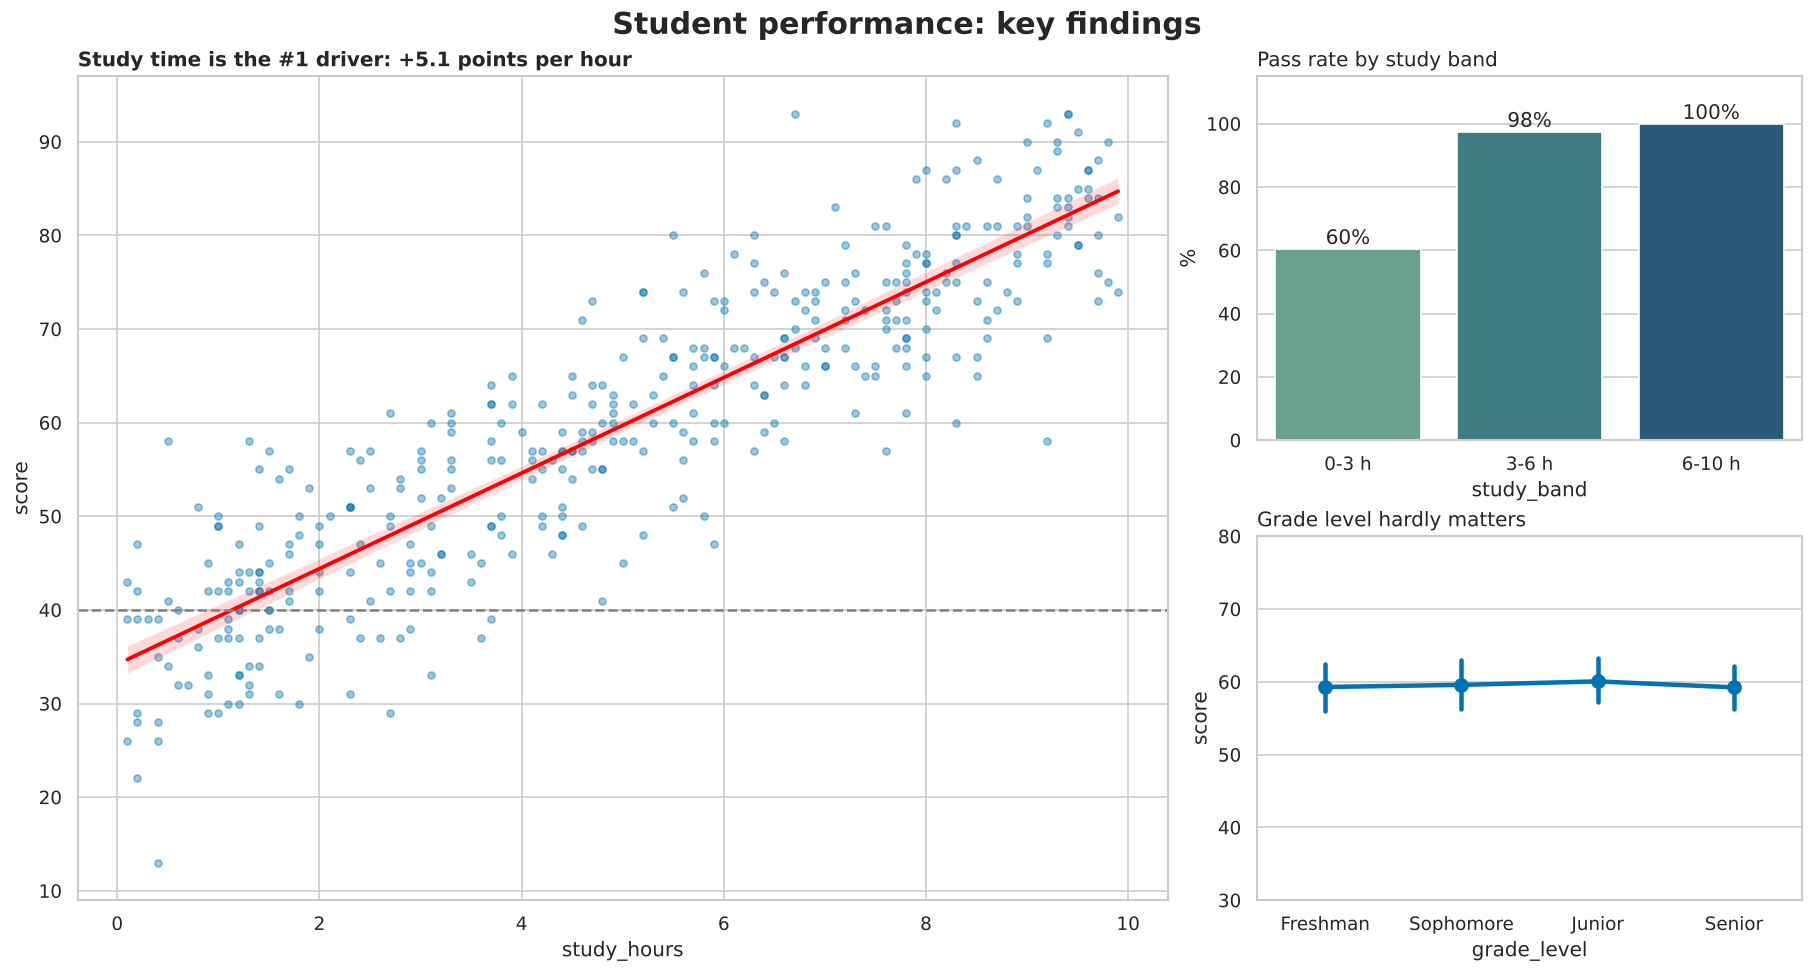 Student performance: key findings
Study time is the #1 driver: +5.1 points per hour
90
80
70
60
50
40
30
20
10
score
0
2
4
6
8
10
study_hours
Pass rate by study band
100
80
60
40
20
0
%
60%
98%
100%
0-3 h
3-6 h
6-10 h
study_band
Grade level hardly matters
80
70
60
50
40
30
score
Freshman
Sophomore
Junior
Senior
grade_level